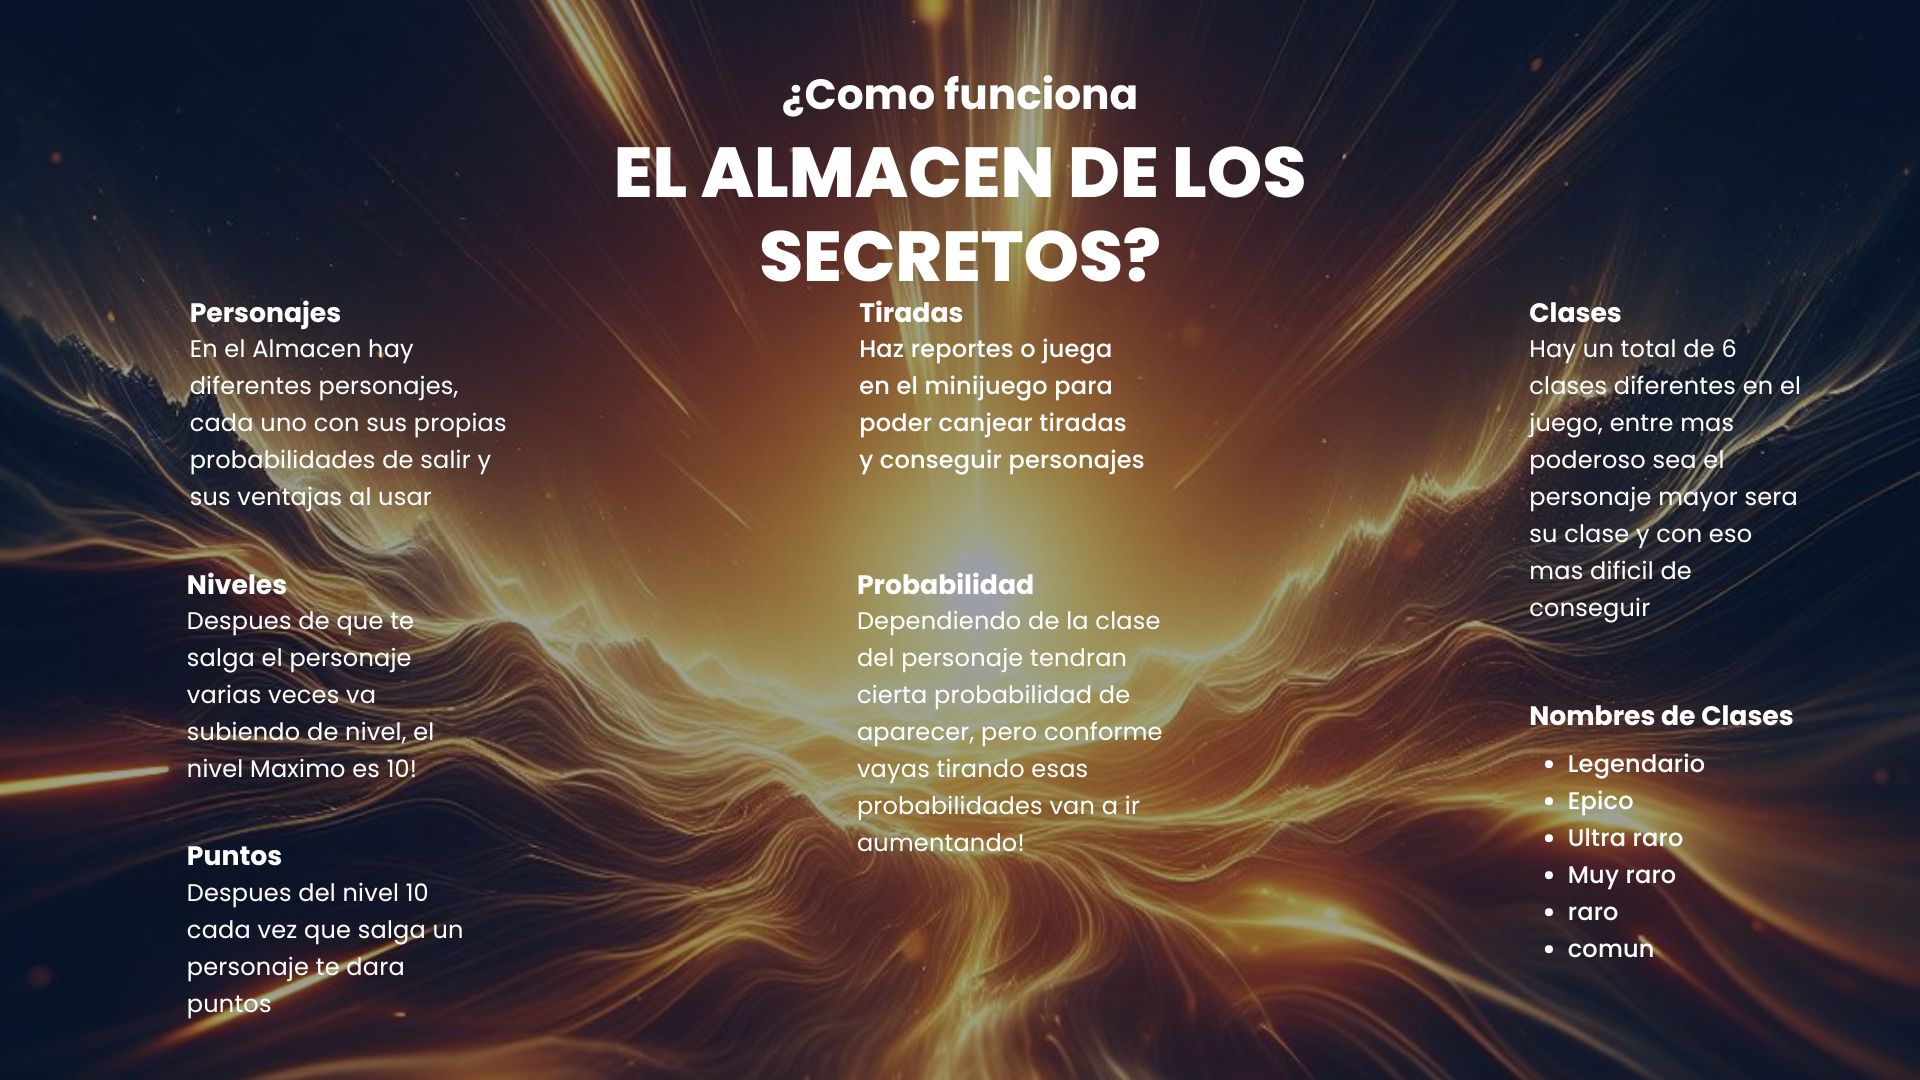 ¿Como funciona
EL ALMACEN DE LOS
SECRETOS?
Personajes
En el Almacen hay
diferentes personajes,
cada uno con sus propias
probabilidades de salir y
sus ventajas al usar
Niveles
Despues de que te
salga el personaje
varias veces va
subiendo de nivel, el
nivel Maximo es 10!
Puntos
Despues del nivel 10
cada vez que salga un
personaje te dara
puntos
Tiradas
Haz reportes o juega
en el minijuego para
poder canjear tiradas
y conseguir personajes
Probabilidad
Dependiendo de la clase
del personaje tendran
cierta probabilidad de
aparecer, pero conforme
vayas tirando esas
probabilidades van a ir
aumentando!
Clases
Hay un total de 6
clases diferentes en el
juego, entre mas
poderoso sea el
personaje mayor sera
su clase y con eso
mas dificil de
conseguir
Nombres de Clases
• Legendario
• Epico
• Ultra raro
• Muy raro
• raro
• comun